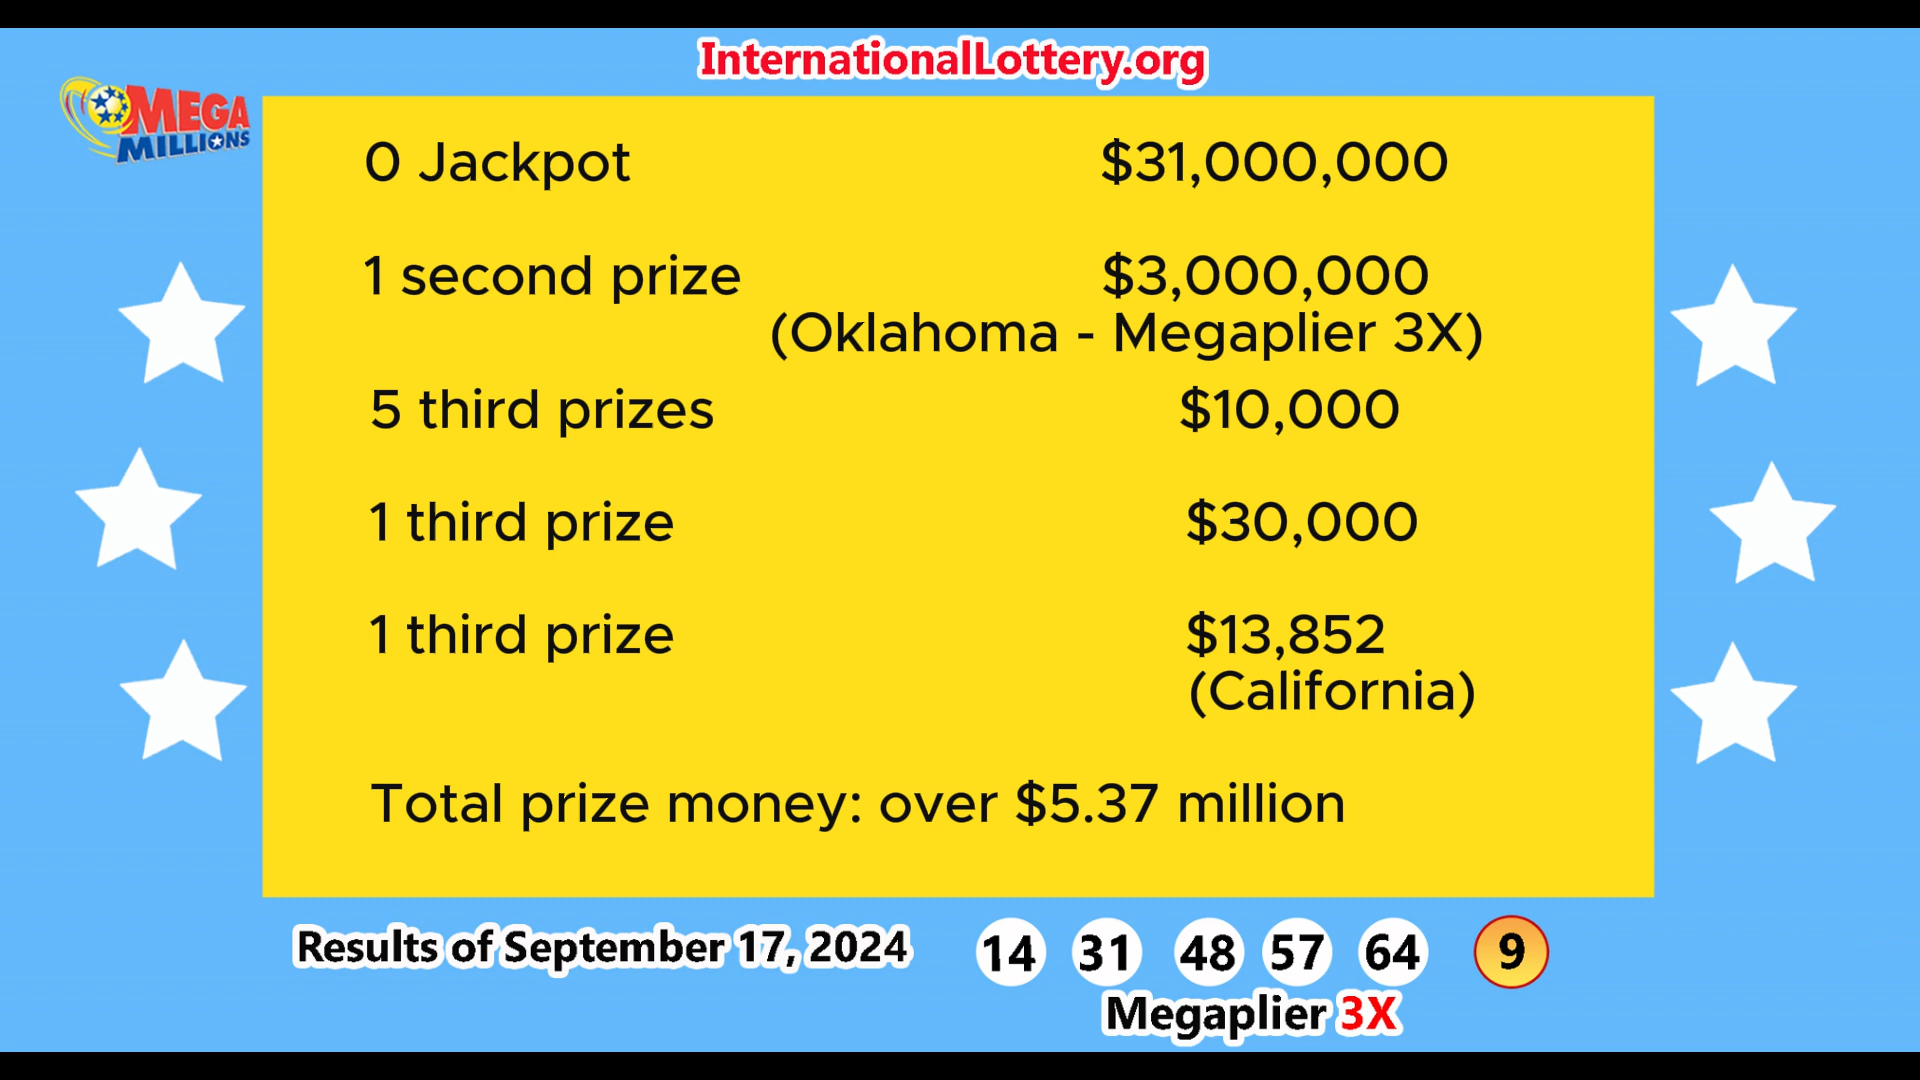 InternationalLottery.org
MEGA
MILLIONS
0 Jackpot $31,000,000
1 second prize $3,000,000
(Oklahoma - Megaplier 3X)
5 third prizes $10,000
1 third prize $30,000
1 third prize $13,852
(California)
Total prize money: over $5.37 million
Results of September 17, 2024 14 31 48 57 64 9
Megaplier 3X